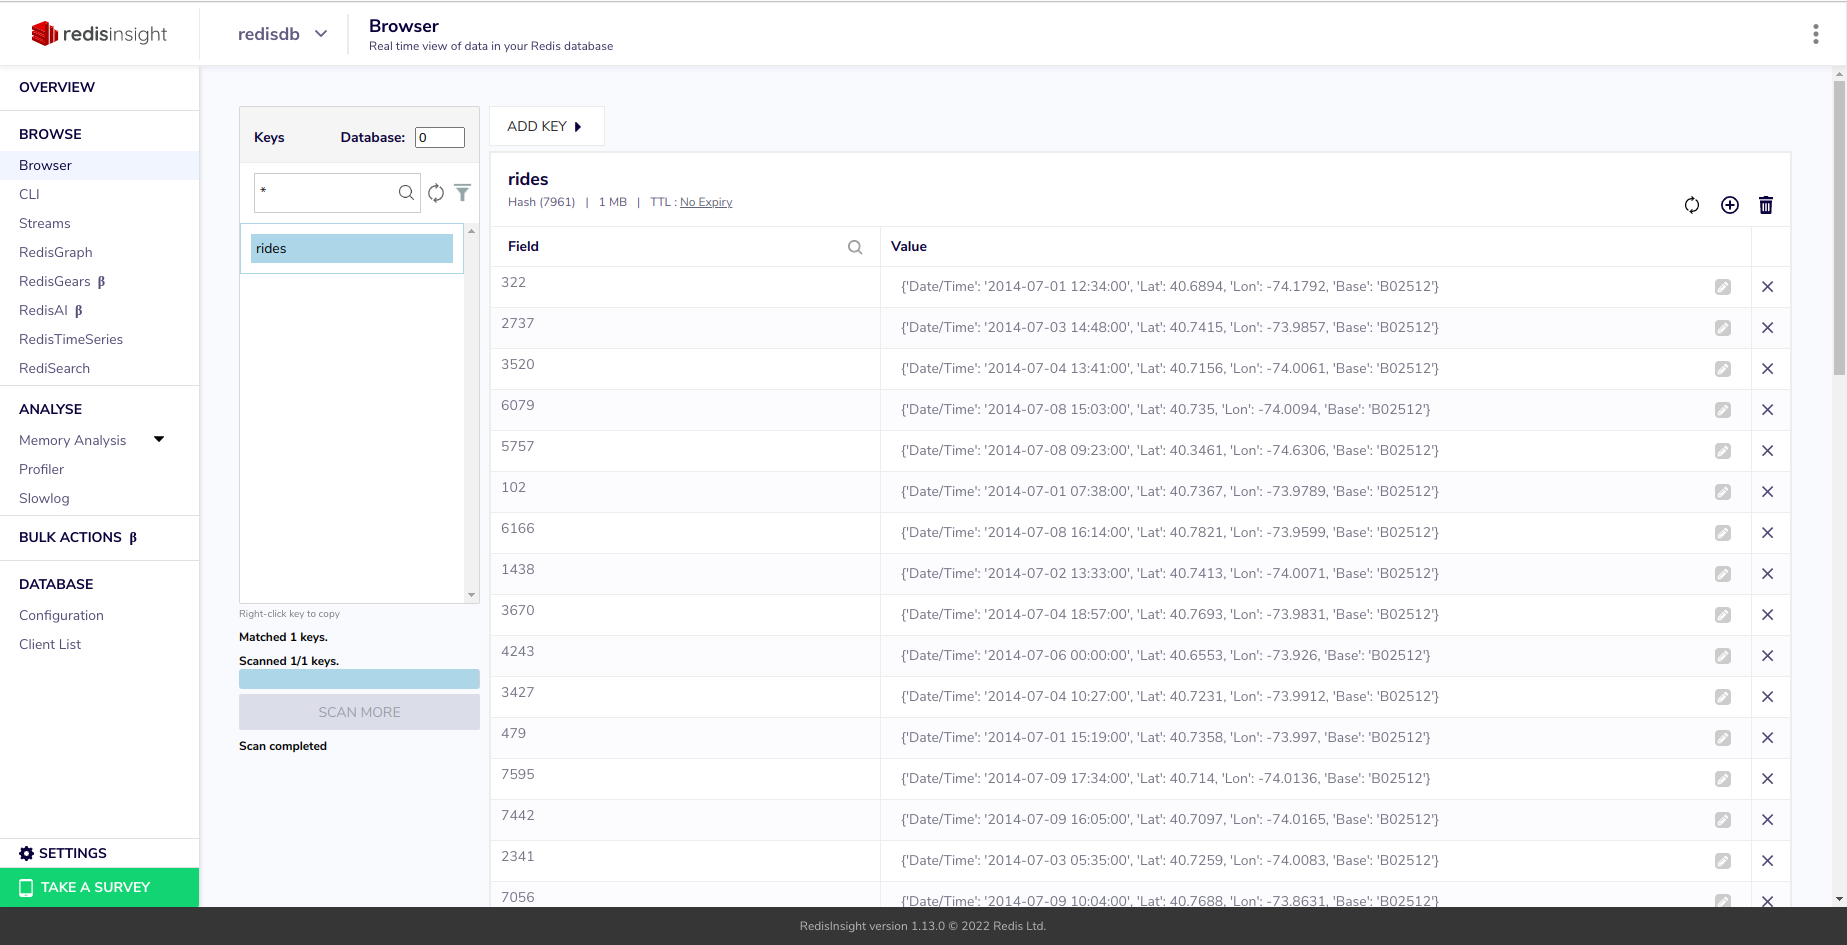 redisinsight
redisdb
Browser
Real time view of data in your Redis database
OVERVIEW
BROWSE
Browser
CLI
Streams
RedisGraph
RedisGears β
RedisAI β
RedisTimeSeries
RediSearch
ANALYSE
Memory Analysis
Profiler
Slowlog
BULK ACTIONS β
DATABASE
Configuration
Client List
SETTINGS
TAKE A SURVEY
Keys Database: 0
*
rides
Right-click key to copy
Matched 1 keys.
Scanned 1/1 keys.
SCAN MORE
Scan completed
ADD KEY
rides
Hash (7961) | 1 MB | TTL : No Expiry
Field Value
322 {'Date/Time': '2014-07-01 12:34:00', 'Lat': 40.6894, 'Lon': -74.1792, 'Base': 'B02512'}
2737 {'Date/Time': '2014-07-03 14:48:00', 'Lat': 40.7415, 'Lon': -73.9857, 'Base': 'B02512'}
3520 {'Date/Time': '2014-07-04 13:41:00', 'Lat': 40.7156, 'Lon': -74.0061, 'Base': 'B02512'}
6079 {'Date/Time': '2014-07-08 15:03:00', 'Lat': 40.735, 'Lon': -74.0094, 'Base': 'B02512'}
5757 {'Date/Time': '2014-07-08 09:23:00', 'Lat': 40.3461, 'Lon': -74.6306, 'Base': 'B02512'}
102 {'Date/Time': '2014-07-01 07:38:00', 'Lat': 40.7367, 'Lon': -73.9789, 'Base': 'B02512'}
6166 {'Date/Time': '2014-07-08 16:14:00', 'Lat': 40.7821, 'Lon': -73.9599, 'Base': 'B02512'}
1438 {'Date/Time': '2014-07-02 13:33:00', 'Lat': 40.7413, 'Lon': -74.0071, 'Base': 'B02512'}
3670 {'Date/Time': '2014-07-04 18:57:00', 'Lat': 40.7693, 'Lon': -73.9831, 'Base': 'B02512'}
4243 {'Date/Time': '2014-07-06 00:00:00', 'Lat': 40.6553, 'Lon': -73.926, 'Base': 'B02512'}
3427 {'Date/Time': '2014-07-04 10:27:00', 'Lat': 40.7231, 'Lon': -73.9912, 'Base': 'B02512'}
479 {'Date/Time': '2014-07-01 15:19:00', 'Lat': 40.7358, 'Lon': -73.997, 'Base': 'B02512'}
7595 {'Date/Time': '2014-07-09 17:34:00', 'Lat': 40.714, 'Lon': -74.0136, 'Base': 'B02512'}
7442 {'Date/Time': '2014-07-09 16:05:00', 'Lat': 40.7097, 'Lon': -74.0165, 'Base': 'B02512'}
2341 {'Date/Time': '2014-07-03 05:35:00', 'Lat': 40.7259, 'Lon': -74.0083, 'Base': 'B02512'}
7056 {'Date/Time': '2014-07-09 10:04:00', 'Lat': 40.7688, 'Lon': -73.8631, 'Base': 'B02512'}
RedisInsight version 1.13.0 © 2022 Redis Ltd.